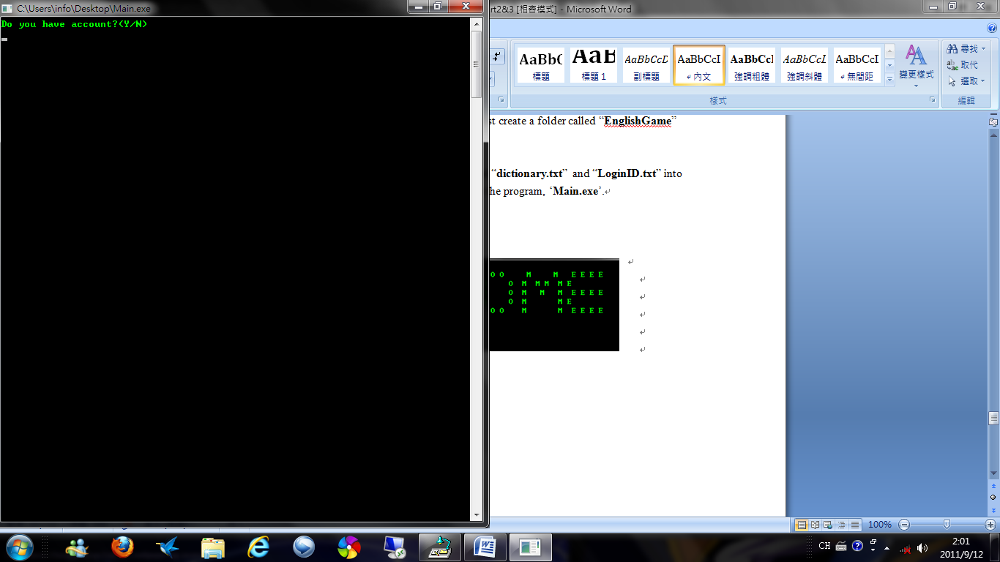 C:\Users\info\Desktop\Main.exe
rt2&3 [相容模式] - Microsoft Word
Do you have account?(Y/N)
AaBbC AaB AaBbCcD AaBbCcI AaBbCcI AaBbCcI AaBbCcI
標題 標題 1 副標題 內文 強調粗體 強調斜體 無間距
變更樣式
尋找
取代
選取
樣式
編輯
st create a folder called “EnglishGame”
“dictionary.txt” and “LoginID.txt” into
he program, ‘Main.exe’.
O O M M E E E E
O M M M M E
O M M M E E E E
O M M E
O O M M E E E E
100%
CH
2:01
2011/9/12